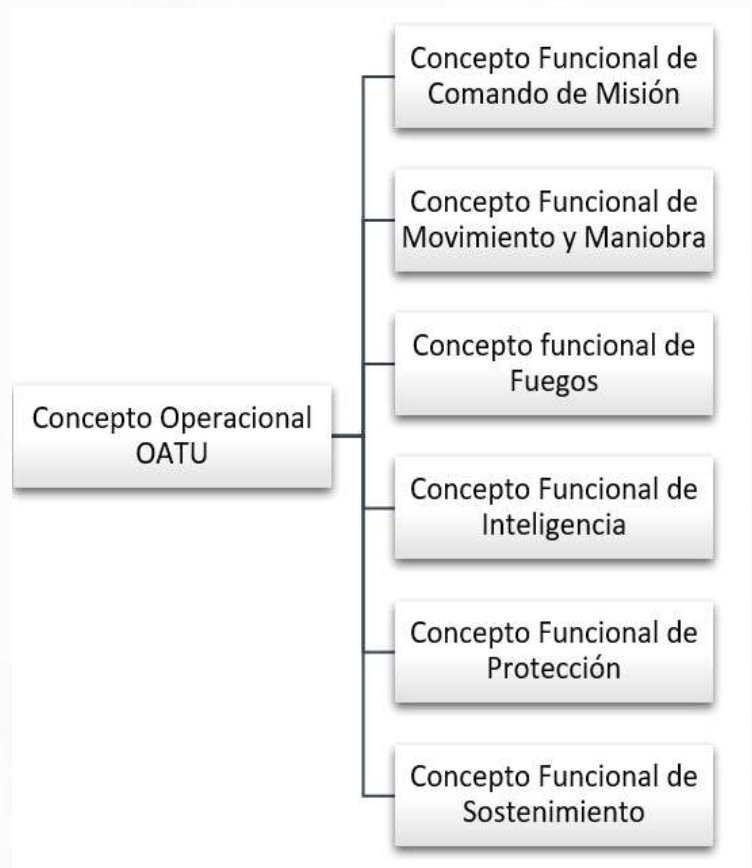 Concepto Operacional
OATU
Concepto Funcional de
Comando de Misión
Concepto Funcional de
Movimiento y Maniobra
Concepto funcional de
Fuegos
Concepto Funcional de
Inteligencia
Concepto Funcional de
Protección
Concepto Funcional de
Sostenimiento